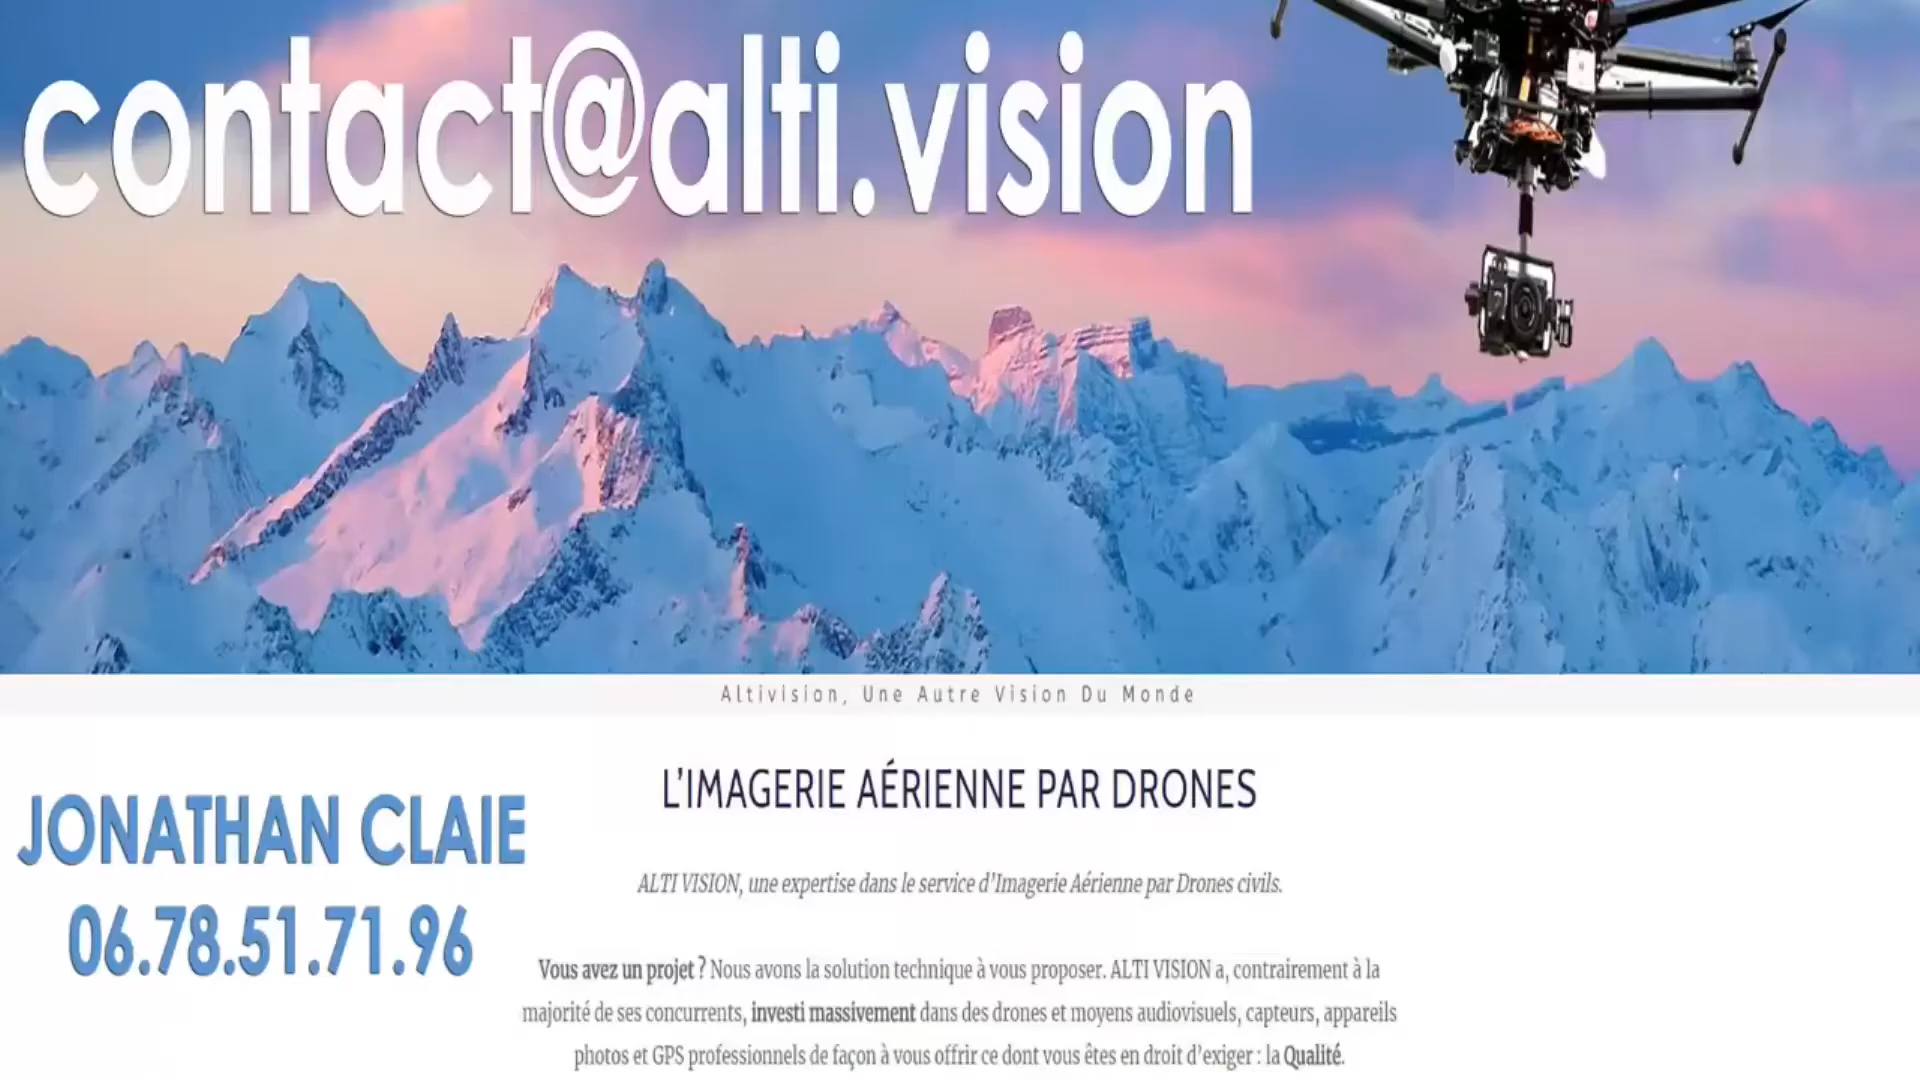 contact@alti.vision
Altivision, Une Autre Vision Du Monde
L'IMAGERIE AÉRIENNE PAR DRONES
JONATHAN CLAIE
06.78.51.71.96
ALTI VISION, une expertise dans le service d'Imagerie Aérienne par Drones civils.
Vous avez un projet ? Nous avons la solution technique à vous proposer. ALTI VISION a, contrairement à la
majorité de ses concurrents, investi massivement dans des drones et moyens audiovisuels, capteurs, appareils
photos et GPS professionnels de façon à vous offrir ce dont vous êtes en droit d'exiger : la Qualité.